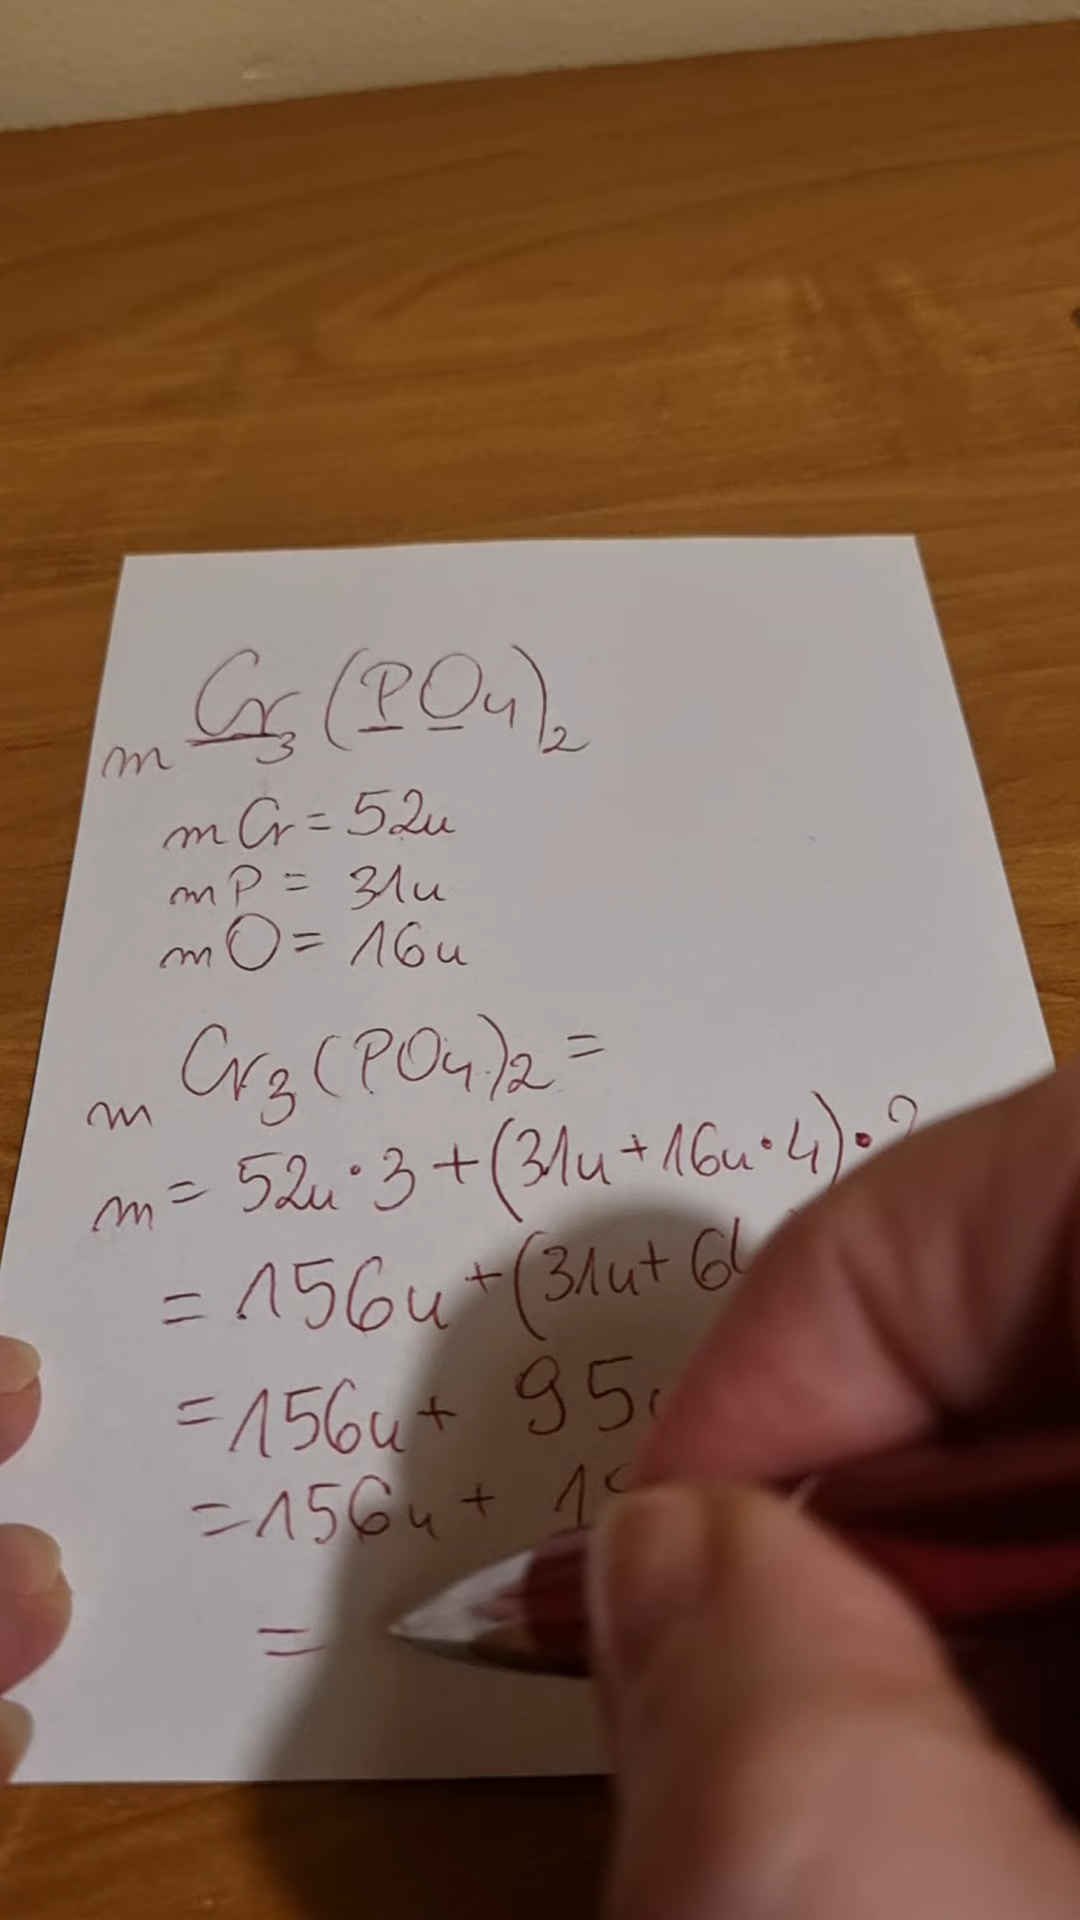 m Cr₃(PO₄)₂
mCr = 52u
mP = 31u
mO = 16u
m Cr₃(PO₄)₂ =
m = 52u · 3 + (31u + 16u · 4) ·
= 156u + (31u + 6
= 156u + 95
= 156u + 1
=